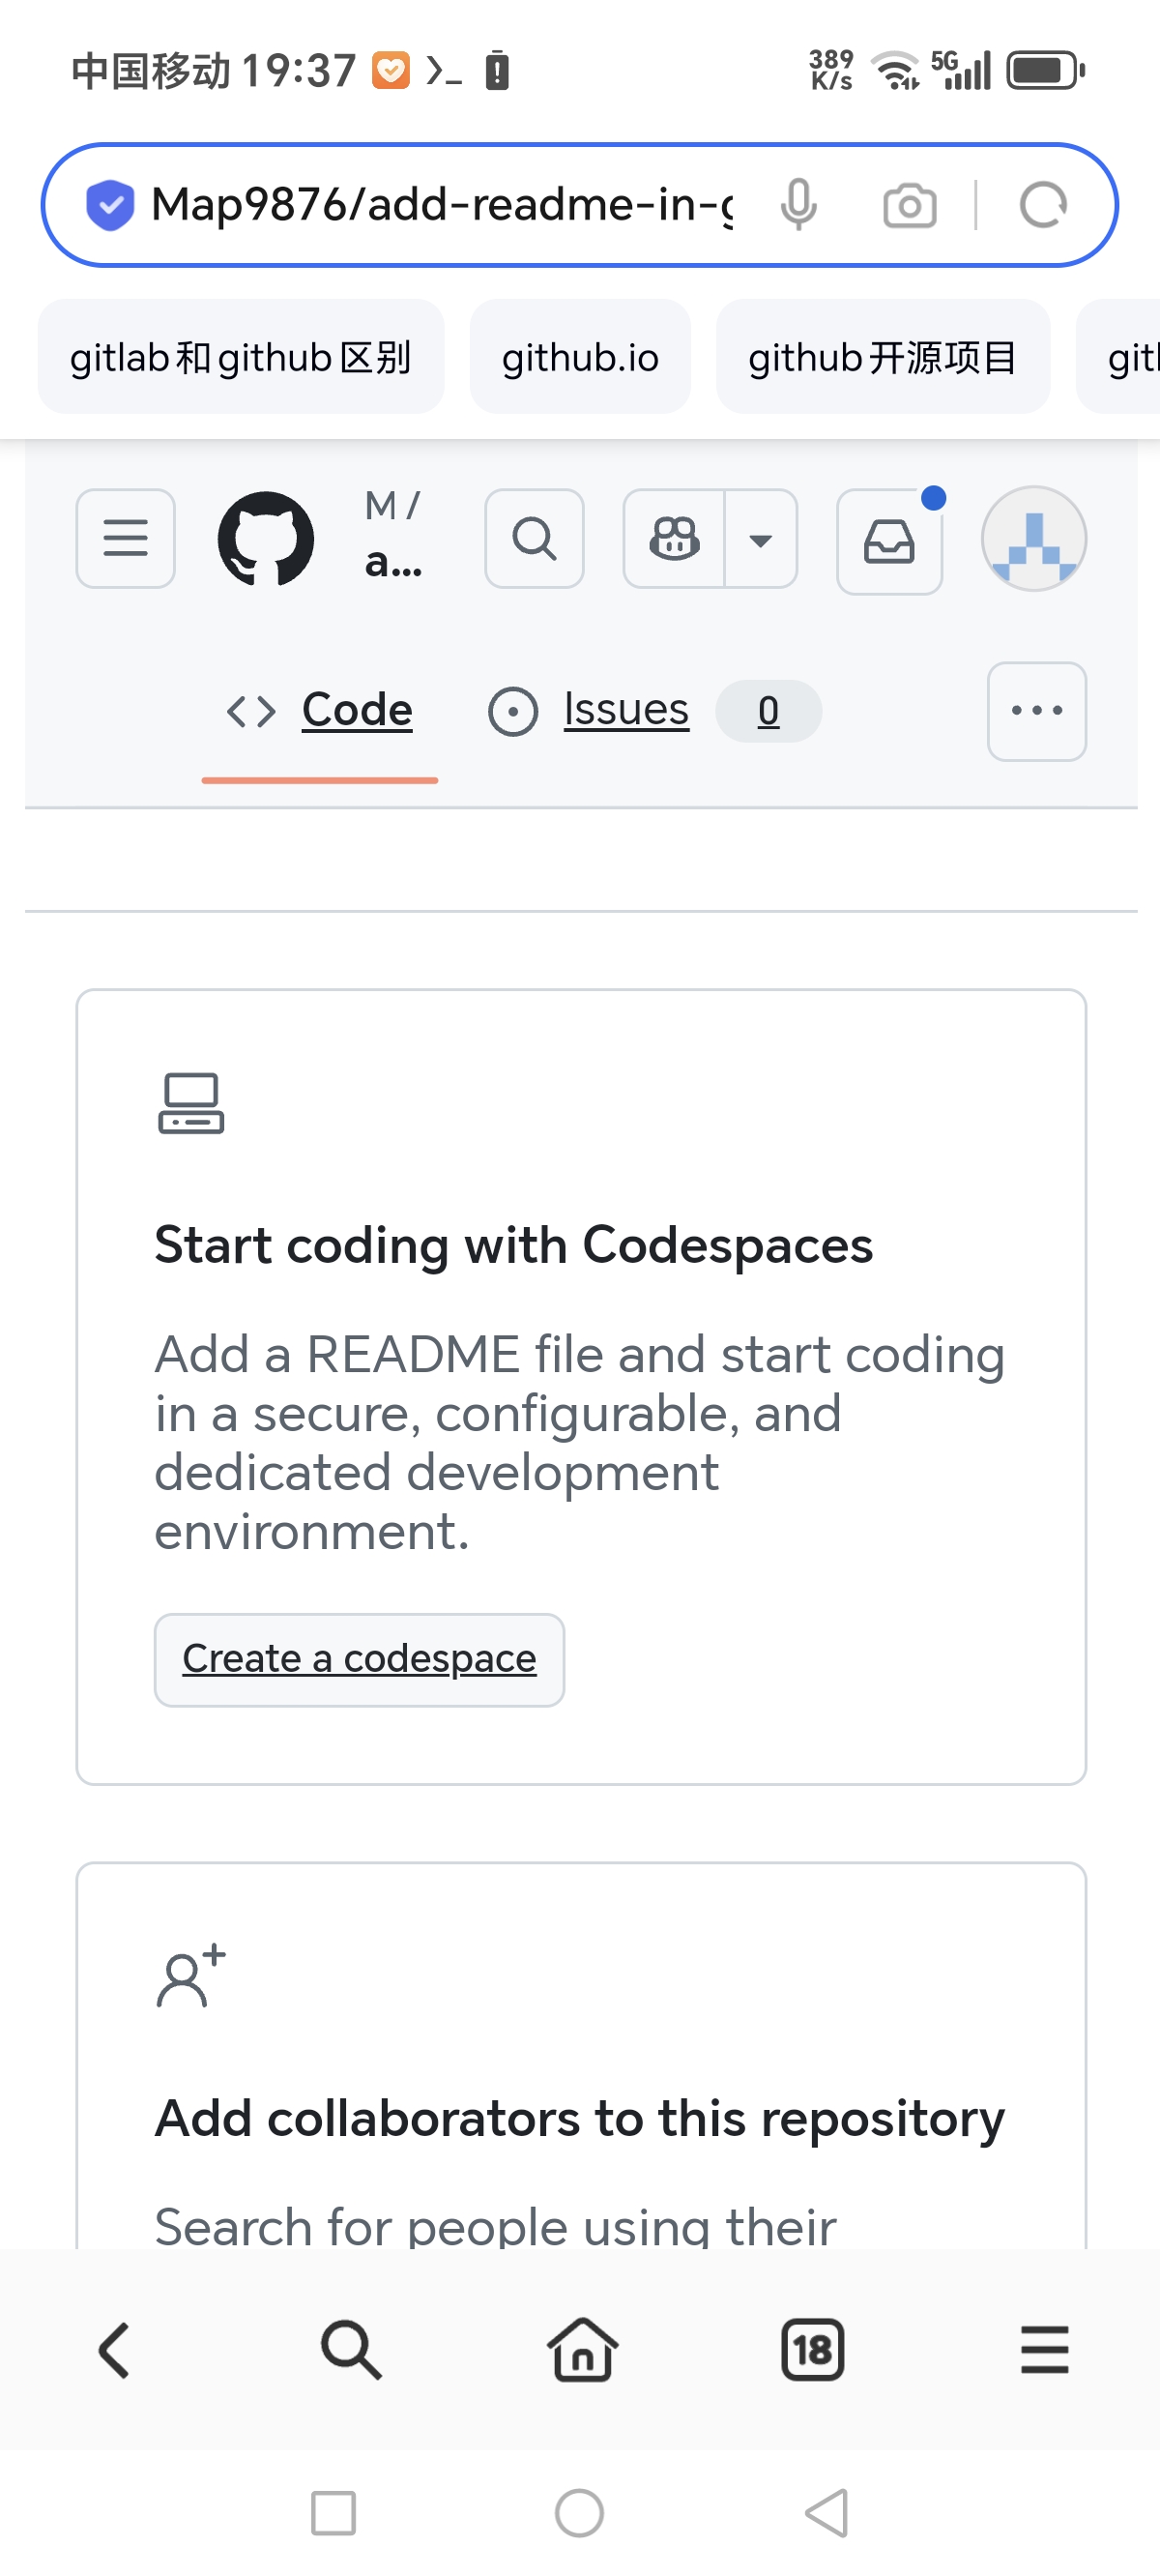 中国移动 19:37
389 K/s 5G
Map9876/add-readme-in-g
gitlab和github区别 github.io github开源项目 git
M /
a...
Code Issues 0
Start coding with Codespaces
Add a README file and start coding
in a secure, configurable, and
dedicated development
environment.
Create a codespace
Add collaborators to this repository
Search for people using their
18